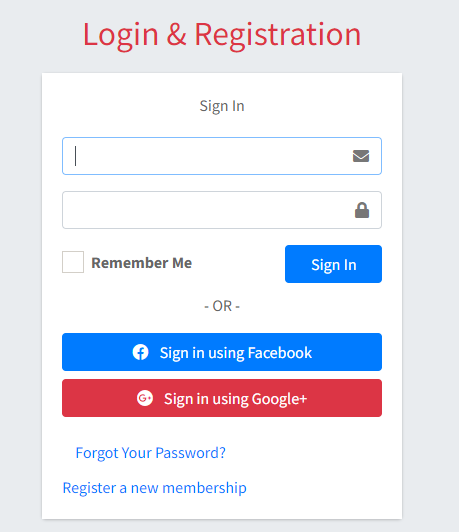 Login & Registration
Sign In
Remember Me
Sign In
- OR -
Sign in using Facebook
Sign in using Google+
Forgot Your Password?
Register a new membership